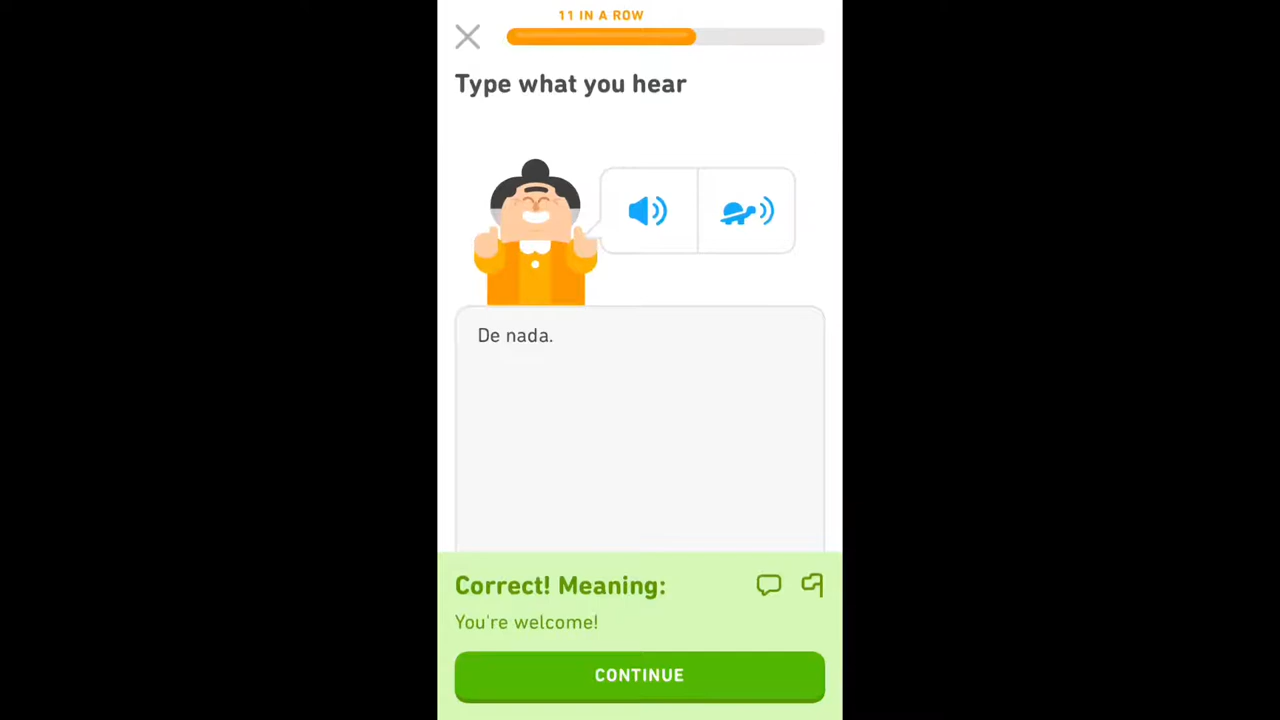 11 IN A ROW
Type what you hear
De nada.
Correct! Meaning:
You're welcome!
CONTINUE